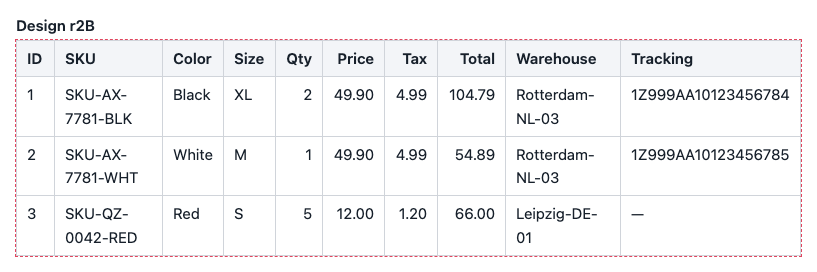 Design r2B
ID SKU Color Size Qty Price Tax Total Warehouse Tracking
1 SKU-AX- Black XL 2 49.90 4.99 104.79 Rotterdam- 1Z999AA10123456784
7781-BLK NL-03
2 SKU-AX- White M 1 49.90 4.99 54.89 Rotterdam- 1Z999AA10123456785
7781-WHT NL-03
3 SKU-QZ- Red S 5 12.00 1.20 66.00 Leipzig-DE- —
0042-RED 01